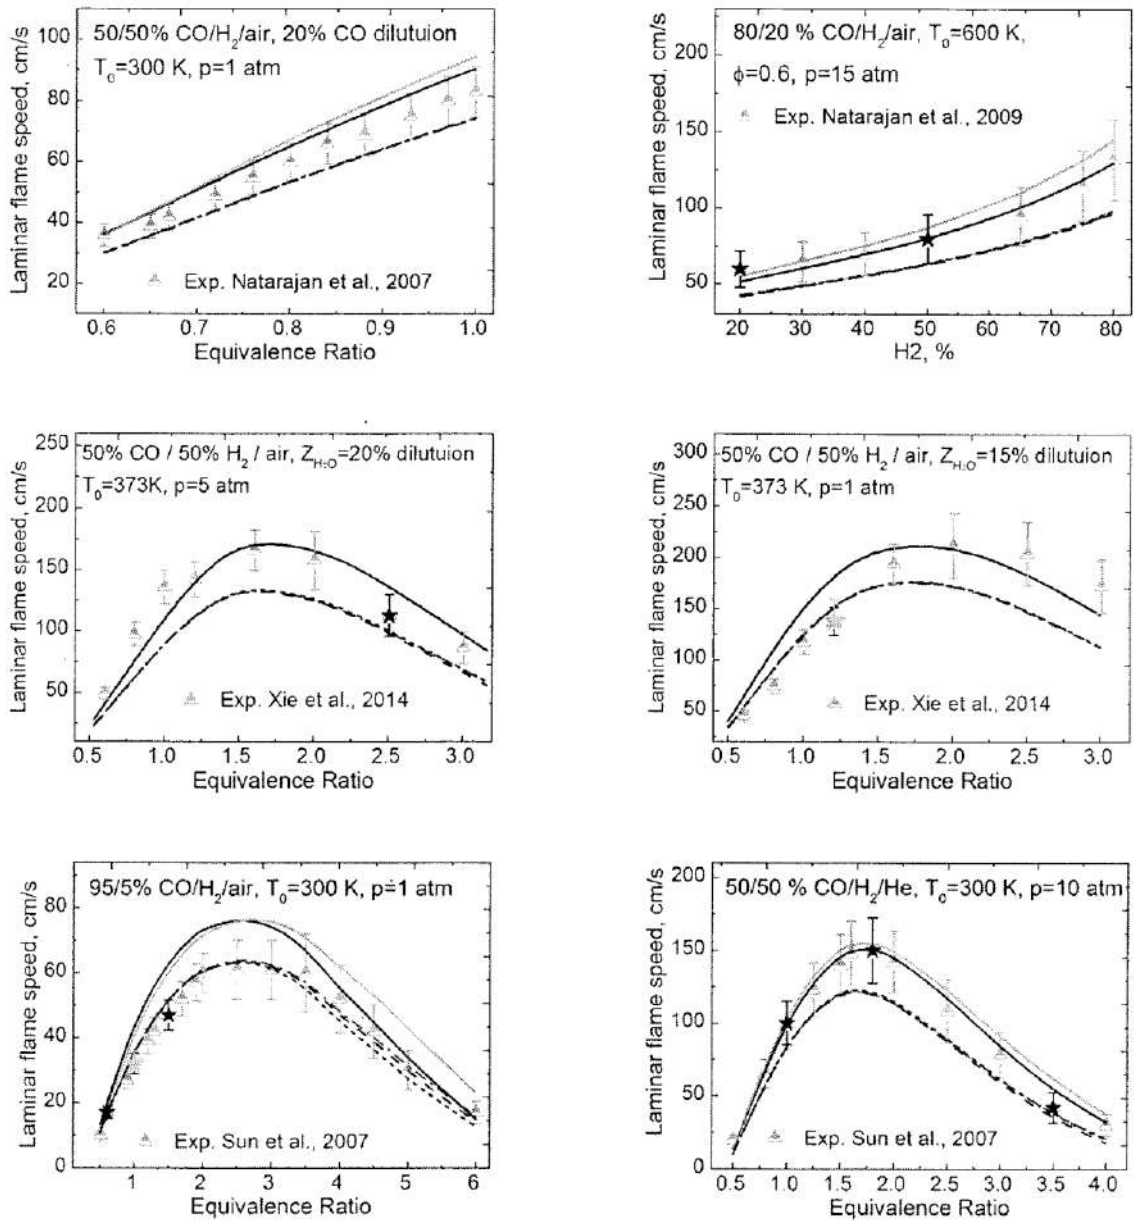 50/50% CO/H2/air, 20% CO dilutuion
T0=300 K, p=1 atm
Laminar flame speed, cm/s
100
80
60
40
20
Exp. Natarajan et al., 2007
0.6 0.7 0.8 0.9 1.0
Equivalence Ratio
80/20 % CO/H2/air, T0=600 K,
ϕ=0.6, p=15 atm
Exp. Natarajan et al., 2009
Laminar flame speed, cm/s
200
150
100
50
20 30 40 50 60 70 80
H2, %
50% CO / 50% H2 / air, ZH2O=20% dilutuion
T0=373K, p=5 atm
Laminar flame speed, cm/s
250
200
150
100
50
Exp. Xie et al., 2014
0.5 1.0 1.5 2.0 2.5 3.0
Equivalence Ratio
50% CO / 50% H2 / air, ZH2O=15% dilutuion
T0=373 K, p=1 atm
Laminar flame speed, cm/s
300
250
200
150
100
50
Exp. Xie et al., 2014
0.5 1.0 1.5 2.0 2.5 3.0
Equivalence Ratio
95/5% CO/H2/air, T0=300 K, p=1 atm
Laminar flame speed, cm/s
80
60
40
20
0
Exp. Sun et al., 2007
1 2 3 4 5 6
Equivalence Ratio
50/50 % CO/H2/He, T0=300 K, p=10 atm
Laminar flame speed, cm/s
200
150
100
50
0
Exp. Sun et al., 2007
0.5 1.0 1.5 2.0 2.5 3.0 3.5 4.0
Equivalence Ratio